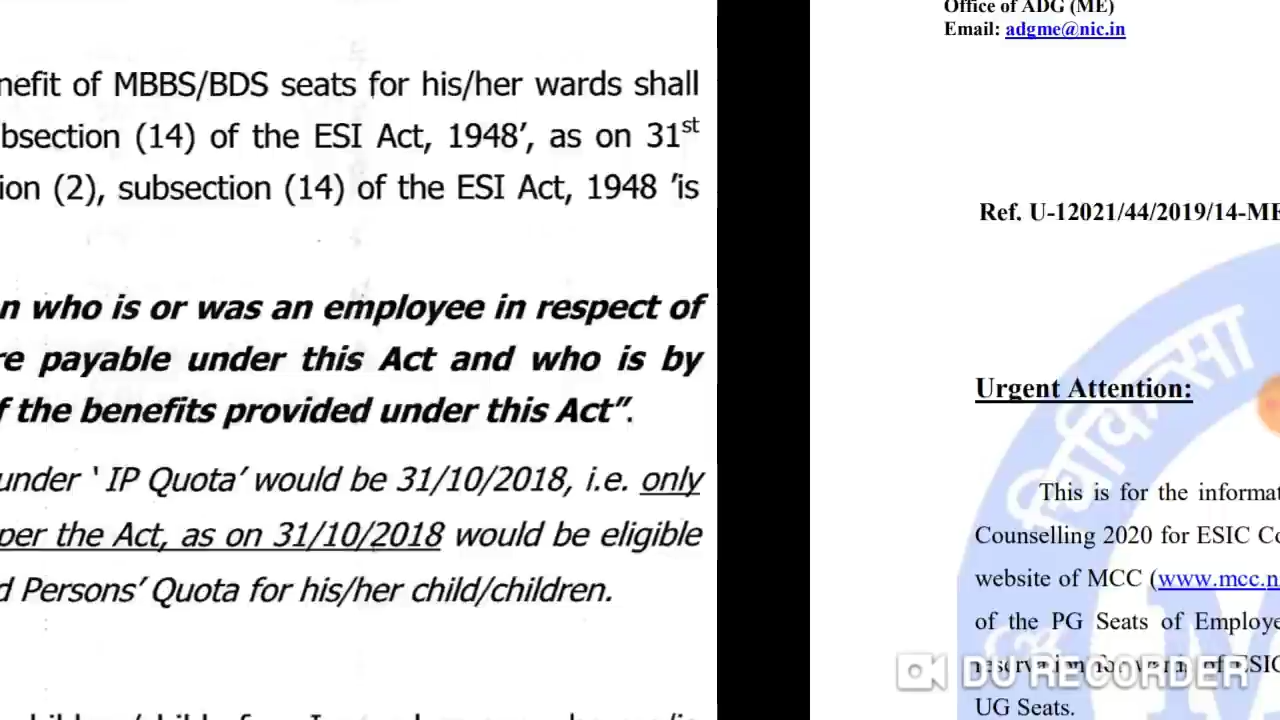 nefit of MBBS/BDS seats for his/her wards shall
bsection (14) of the ESI Act, 1948’, as on 31st
ion (2), subsection (14) of the ESI Act, 1948 ’is
n who is or was an employee in respect of
re payable under this Act and who is by
f the benefits provided under this Act”.
under ‘ IP Quota’ would be 31/10/2018, i.e. only
per the Act, as on 31/10/2018 would be eligible
d Persons’ Quota for his/her child/children.
Office of ADG (ME)
Email: adgme@nic.in
Ref. U-12021/44/2019/14-ME
चिकित्सा
Urgent Attention:
This is for the informat
Counselling 2020 for ESIC Co
website of MCC (www.mcc.n
of the PG Seats of Employe
reservation for wards of ESIC
UG Seats.
DU RECORDER